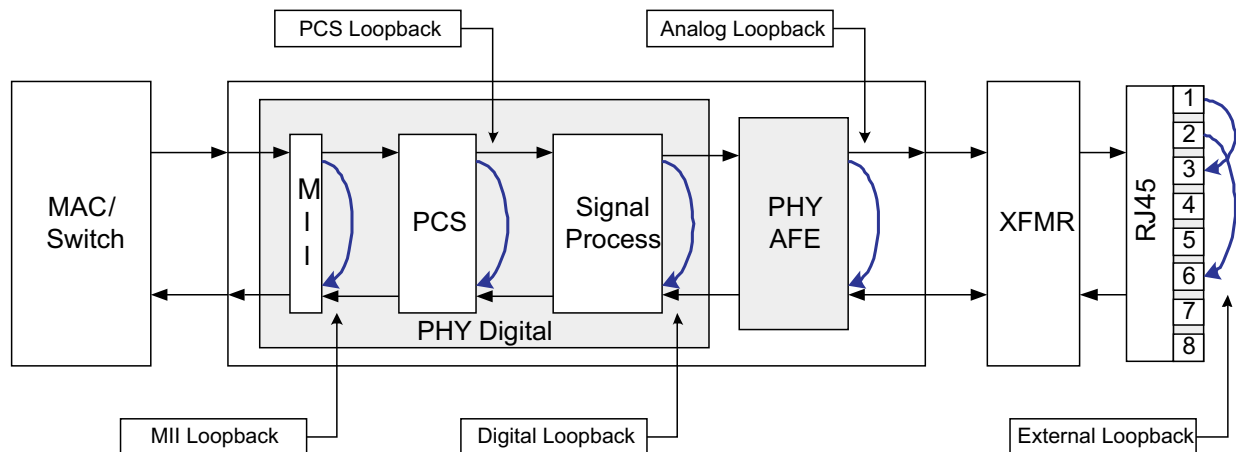 PCS Loopback
Analog Loopback
MAC/
Switch
M
I
I
PCS
Signal
Process
PHY Digital
PHY
AFE
XFMR
RJ45
1
2
3
4
5
6
7
8
MII Loopback
Digital Loopback
External Loopback